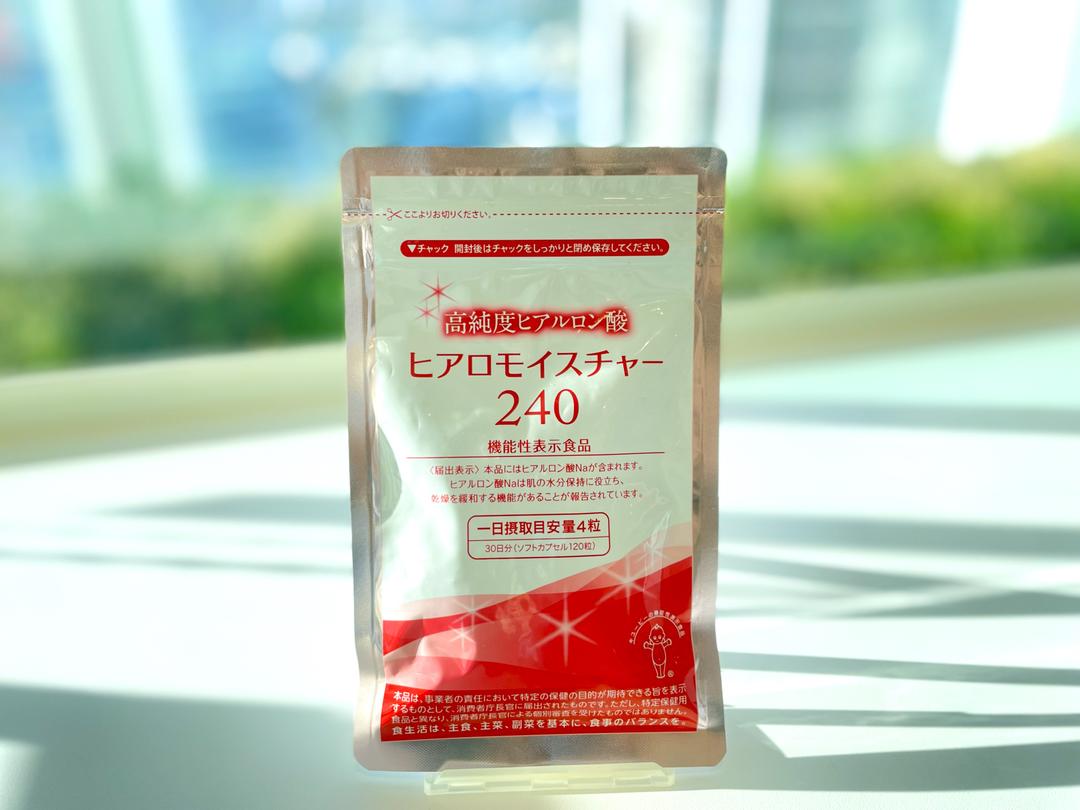 ここよりお切りください。
▼チャック 開封後はチャックをしっかりと閉め保存してください。
高純度ヒアルロン酸
ヒアロモイスチャー
240
機能性表示食品
〈届出表示〉本品にはヒアルロン酸Naが含まれます。
ヒアルロン酸Naは肌の水分保持に役立ち、
乾燥を緩和する機能があることが報告されています。
一日摂取目安量4粒
30日分(ソフトカプセル120粒)
キユーピーの機能性表示食品
®
本品は、事業者の責任において特定の保健の目的が期待できる旨を表示
するものとして、消費者庁長官に届出されたものです。ただし、特定保健用
食品と異なり、消費者庁長官による個別審査を受けたものではありません。
食生活は、主食、主菜、副菜を基本に、食事のバランスを。